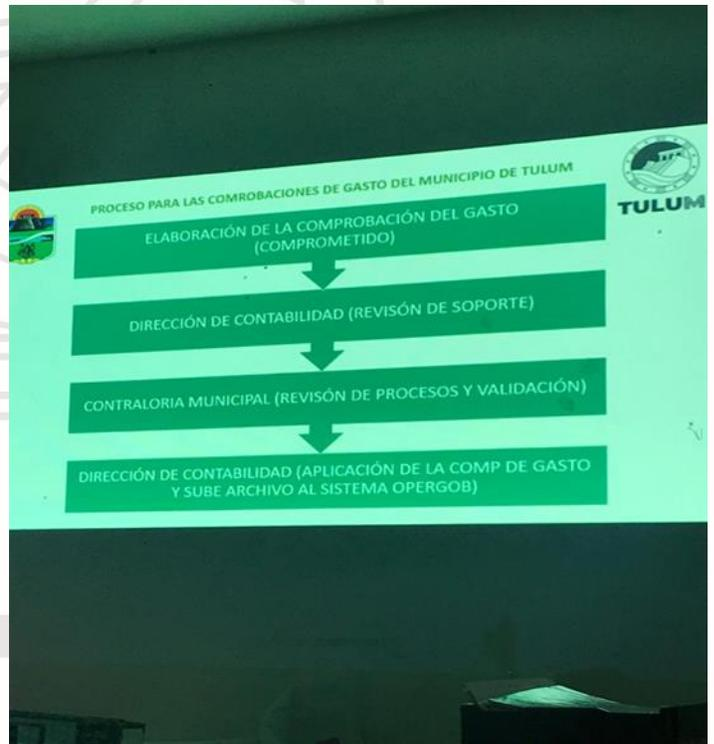 PROCESO PARA LAS COMROBACIONES DE GASTO DEL MUNICIPIO DE TULUM
TULUM
ELABORACIÓN DE LA COMPROBACIÓN DEL GASTO
(COMPROMETIDO)
DIRECCIÓN DE CONTABILIDAD (REVISÓN DE SOPORTE)
CONTRALORIA MUNICIPAL (REVISÓN DE PROCESOS Y VALIDACIÓN)
DIRECCIÓN DE CONTABILIDAD (APLICACIÓN DE LA COMP DE GASTO
Y SUBE ARCHIVO AL SISTEMA OPERGOB)